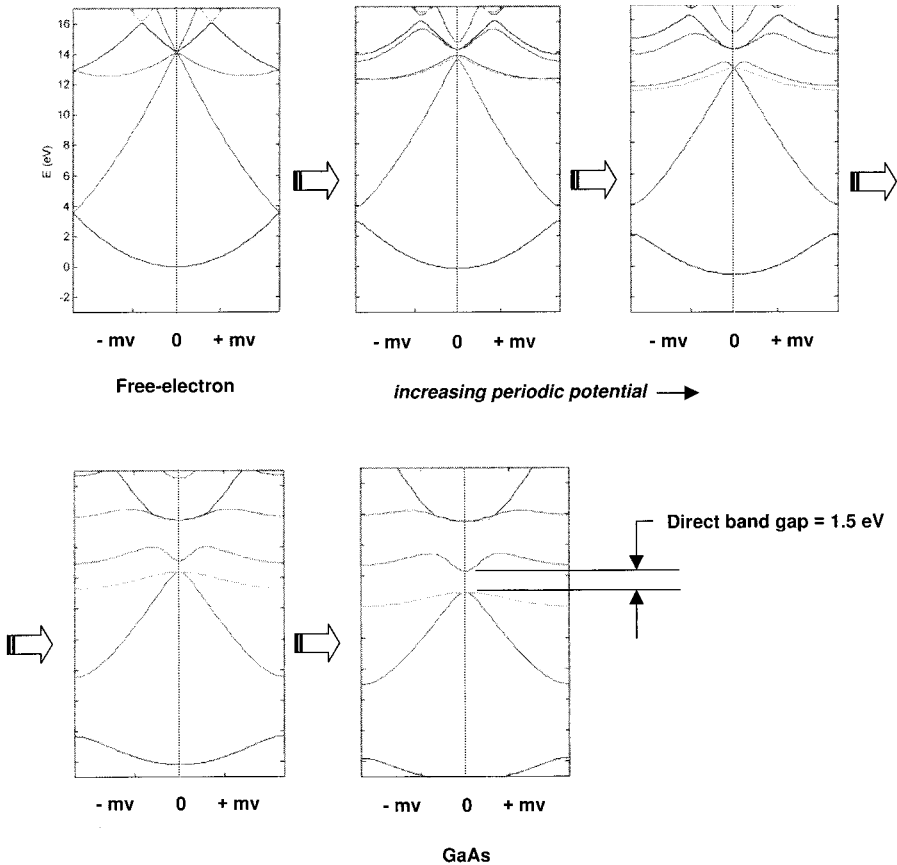 16
14
12
10
8
6
4
2
0
-2
E (eV)
- mv 0 + mv
- mv 0 + mv
- mv 0 + mv
Free-electron
increasing periodic potential
Direct band gap = 1.5 eV
- mv 0 + mv
- mv 0 + mv
GaAs